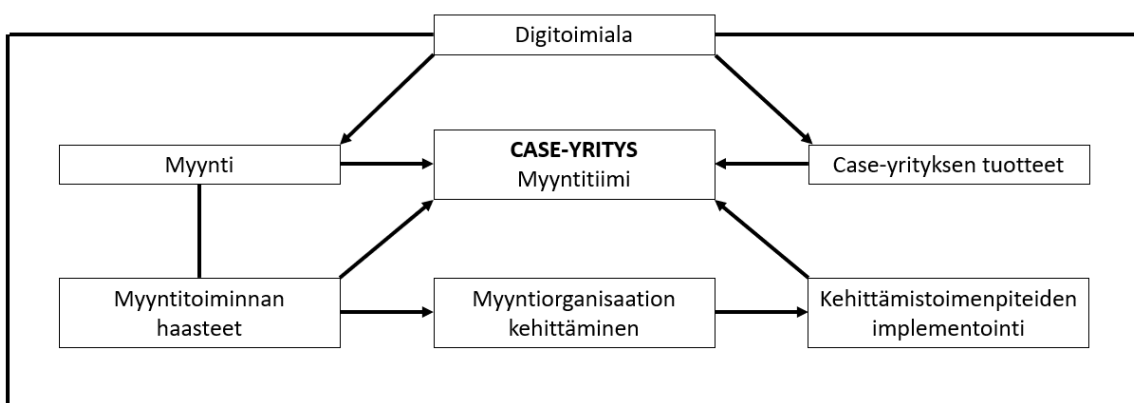 Digitoimiala
Myynti
CASE-YRITYS
Myyntitiimi
Case-yrityksen tuotteet
Myyntitoiminnan
haasteet
Myyntiorganisaation
kehittäminen
Kehittämistoimenpiteiden
implementointi